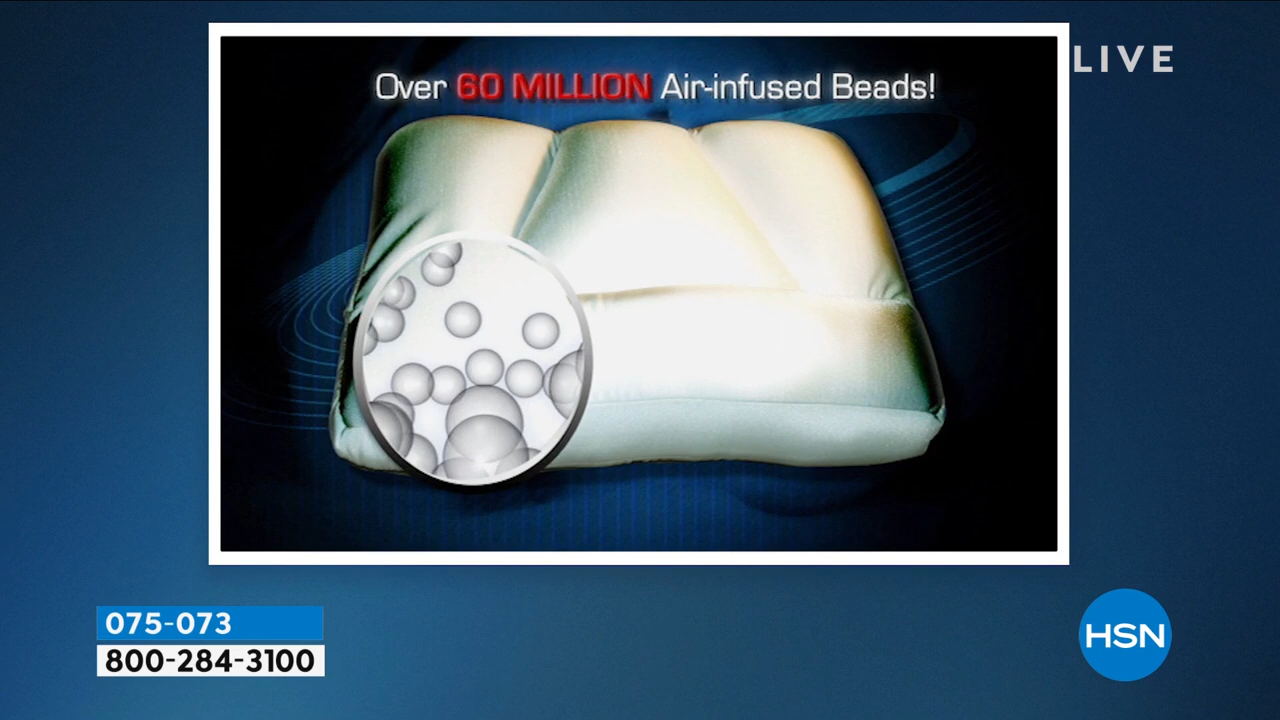 LIVE
Over 60 MILLION Air-infused Beads!
075-073
800-284-3100
HSN